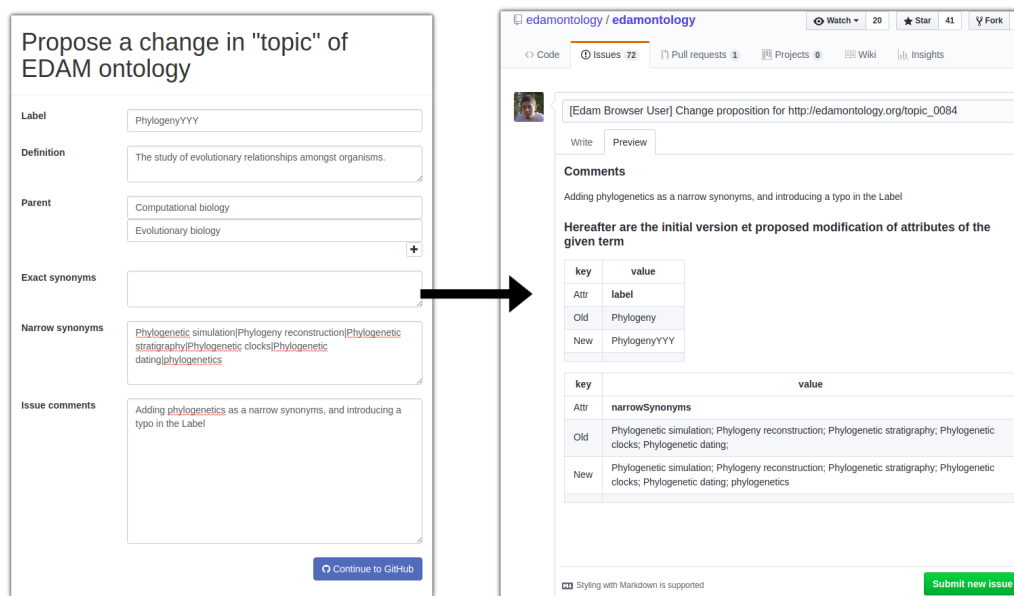 Propose a change in "topic" of
EDAM ontology
Label
PhylogenyYYY
Definition
The study of evolutionary relationships amongst organisms.
Parent
Computational biology
Evolutionary biology
+
Exact synonyms
Narrow synonyms
Phylogenetic simulation|Phylogeny reconstruction|Phylogenetic
stratigraphy|Phylogenetic clocks|Phylogenetic
dating|phylogenetics
Issue comments
Adding phylogenetics as a narrow synonyms, and introducing a
typo in the Label
Continue to GitHub
edamontology / edamontology
Watch 20 Star 41 Fork
Code Issues 72 Pull requests 1 Projects 0 Wiki Insights
[Edam Browser User] Change proposition for http://edamontology.org/topic_0084
Write Preview
Comments
Adding phylogenetics as a narrow synonyms, and introducing a typo in the Label
Hereafter are the initial version et proposed modification of attributes of the
given term
key value
Attr label
Old Phylogeny
New PhylogenyYYY
key value
Attr narrowSynonyms
Old Phylogenetic simulation; Phylogeny reconstruction; Phylogenetic stratigraphy; Phylogenetic
clocks; Phylogenetic dating;
New Phylogenetic simulation; Phylogeny reconstruction; Phylogenetic stratigraphy; Phylogenetic
clocks; Phylogenetic dating; phylogenetics
Styling with Markdown is supported
Submit new issue